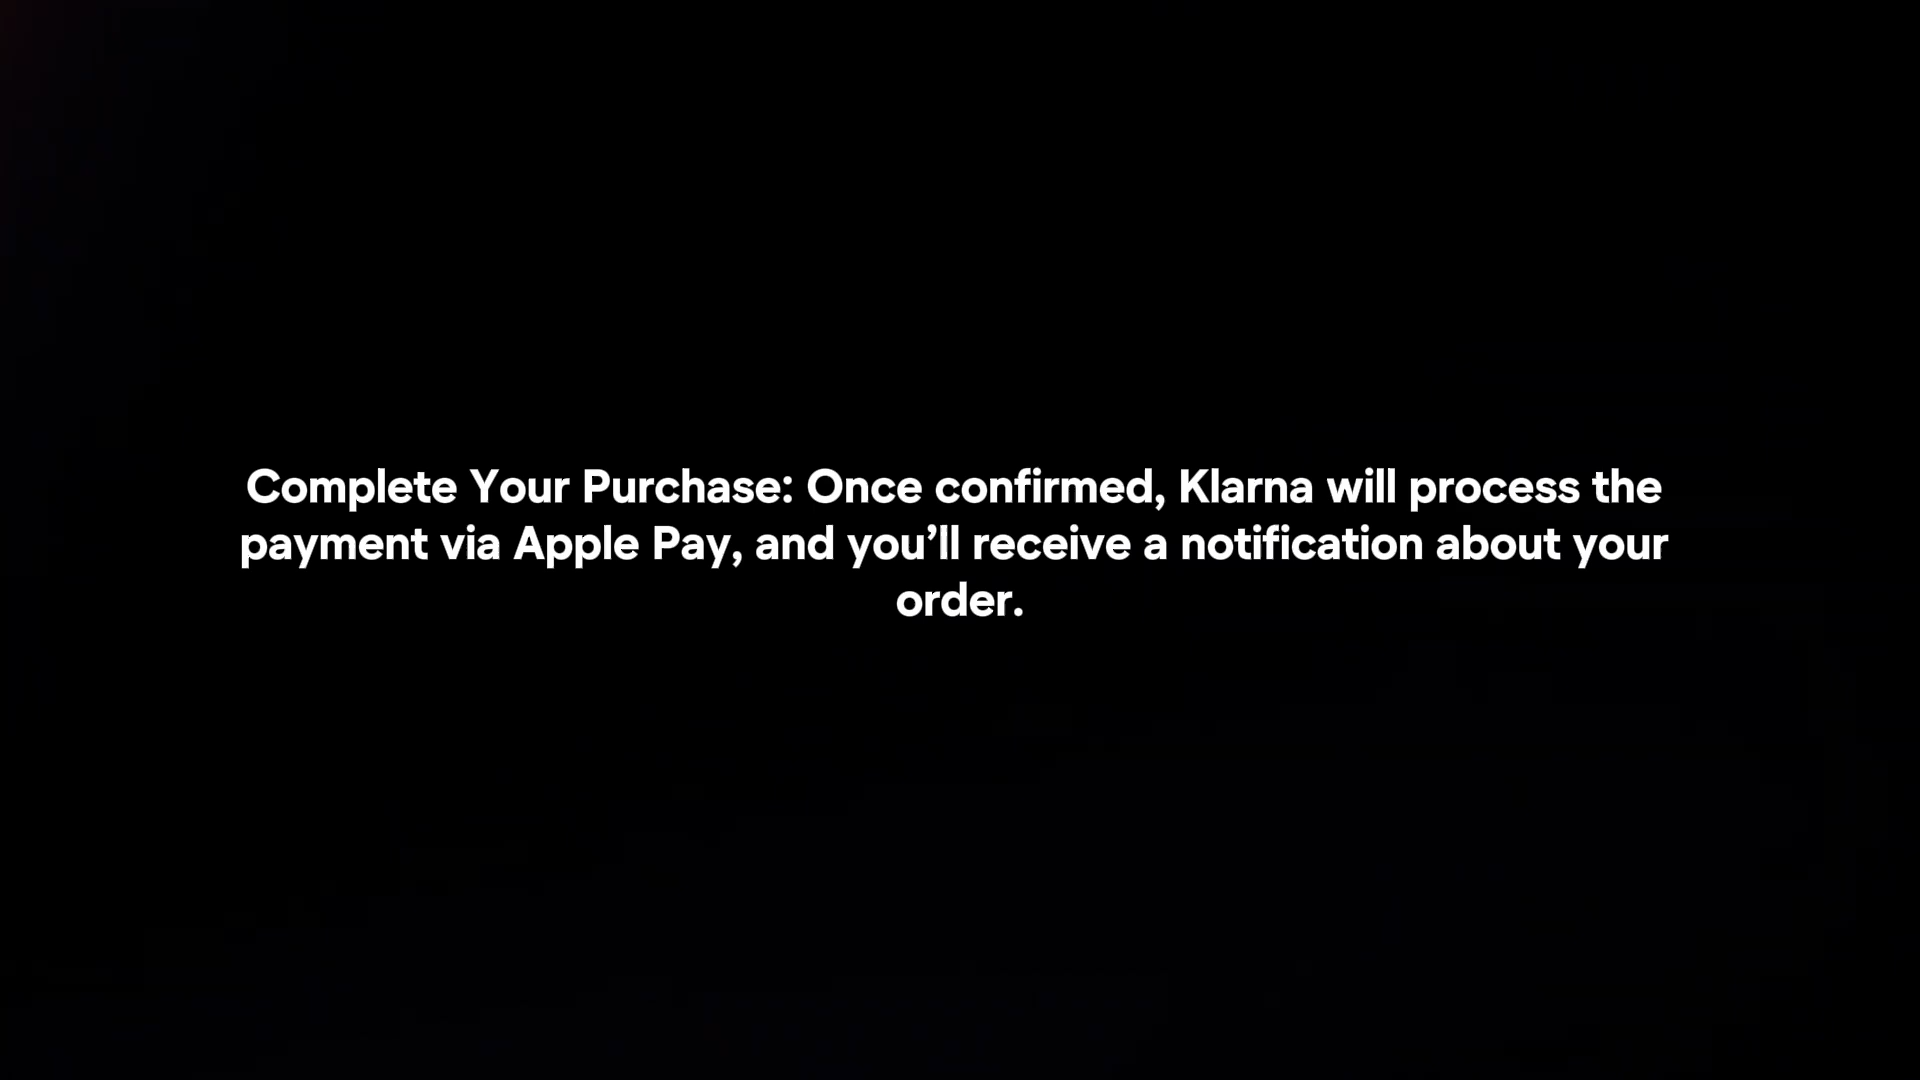 Complete Your Purchase: Once confirmed, Klarna will process the
payment via Apple Pay, and you’ll receive a notification about your
order.